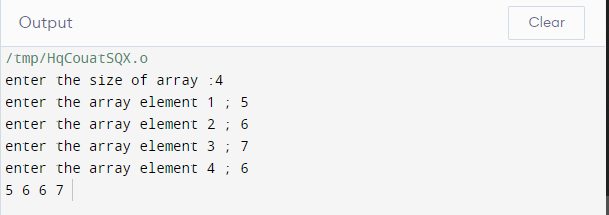 Output
Clear
/tmp/HqCouatSQX.o
enter the size of array :4
enter the array element 1 ; 5
enter the array element 2 ; 6
enter the array element 3 ; 7
enter the array element 4 ; 6
5 6 6 7